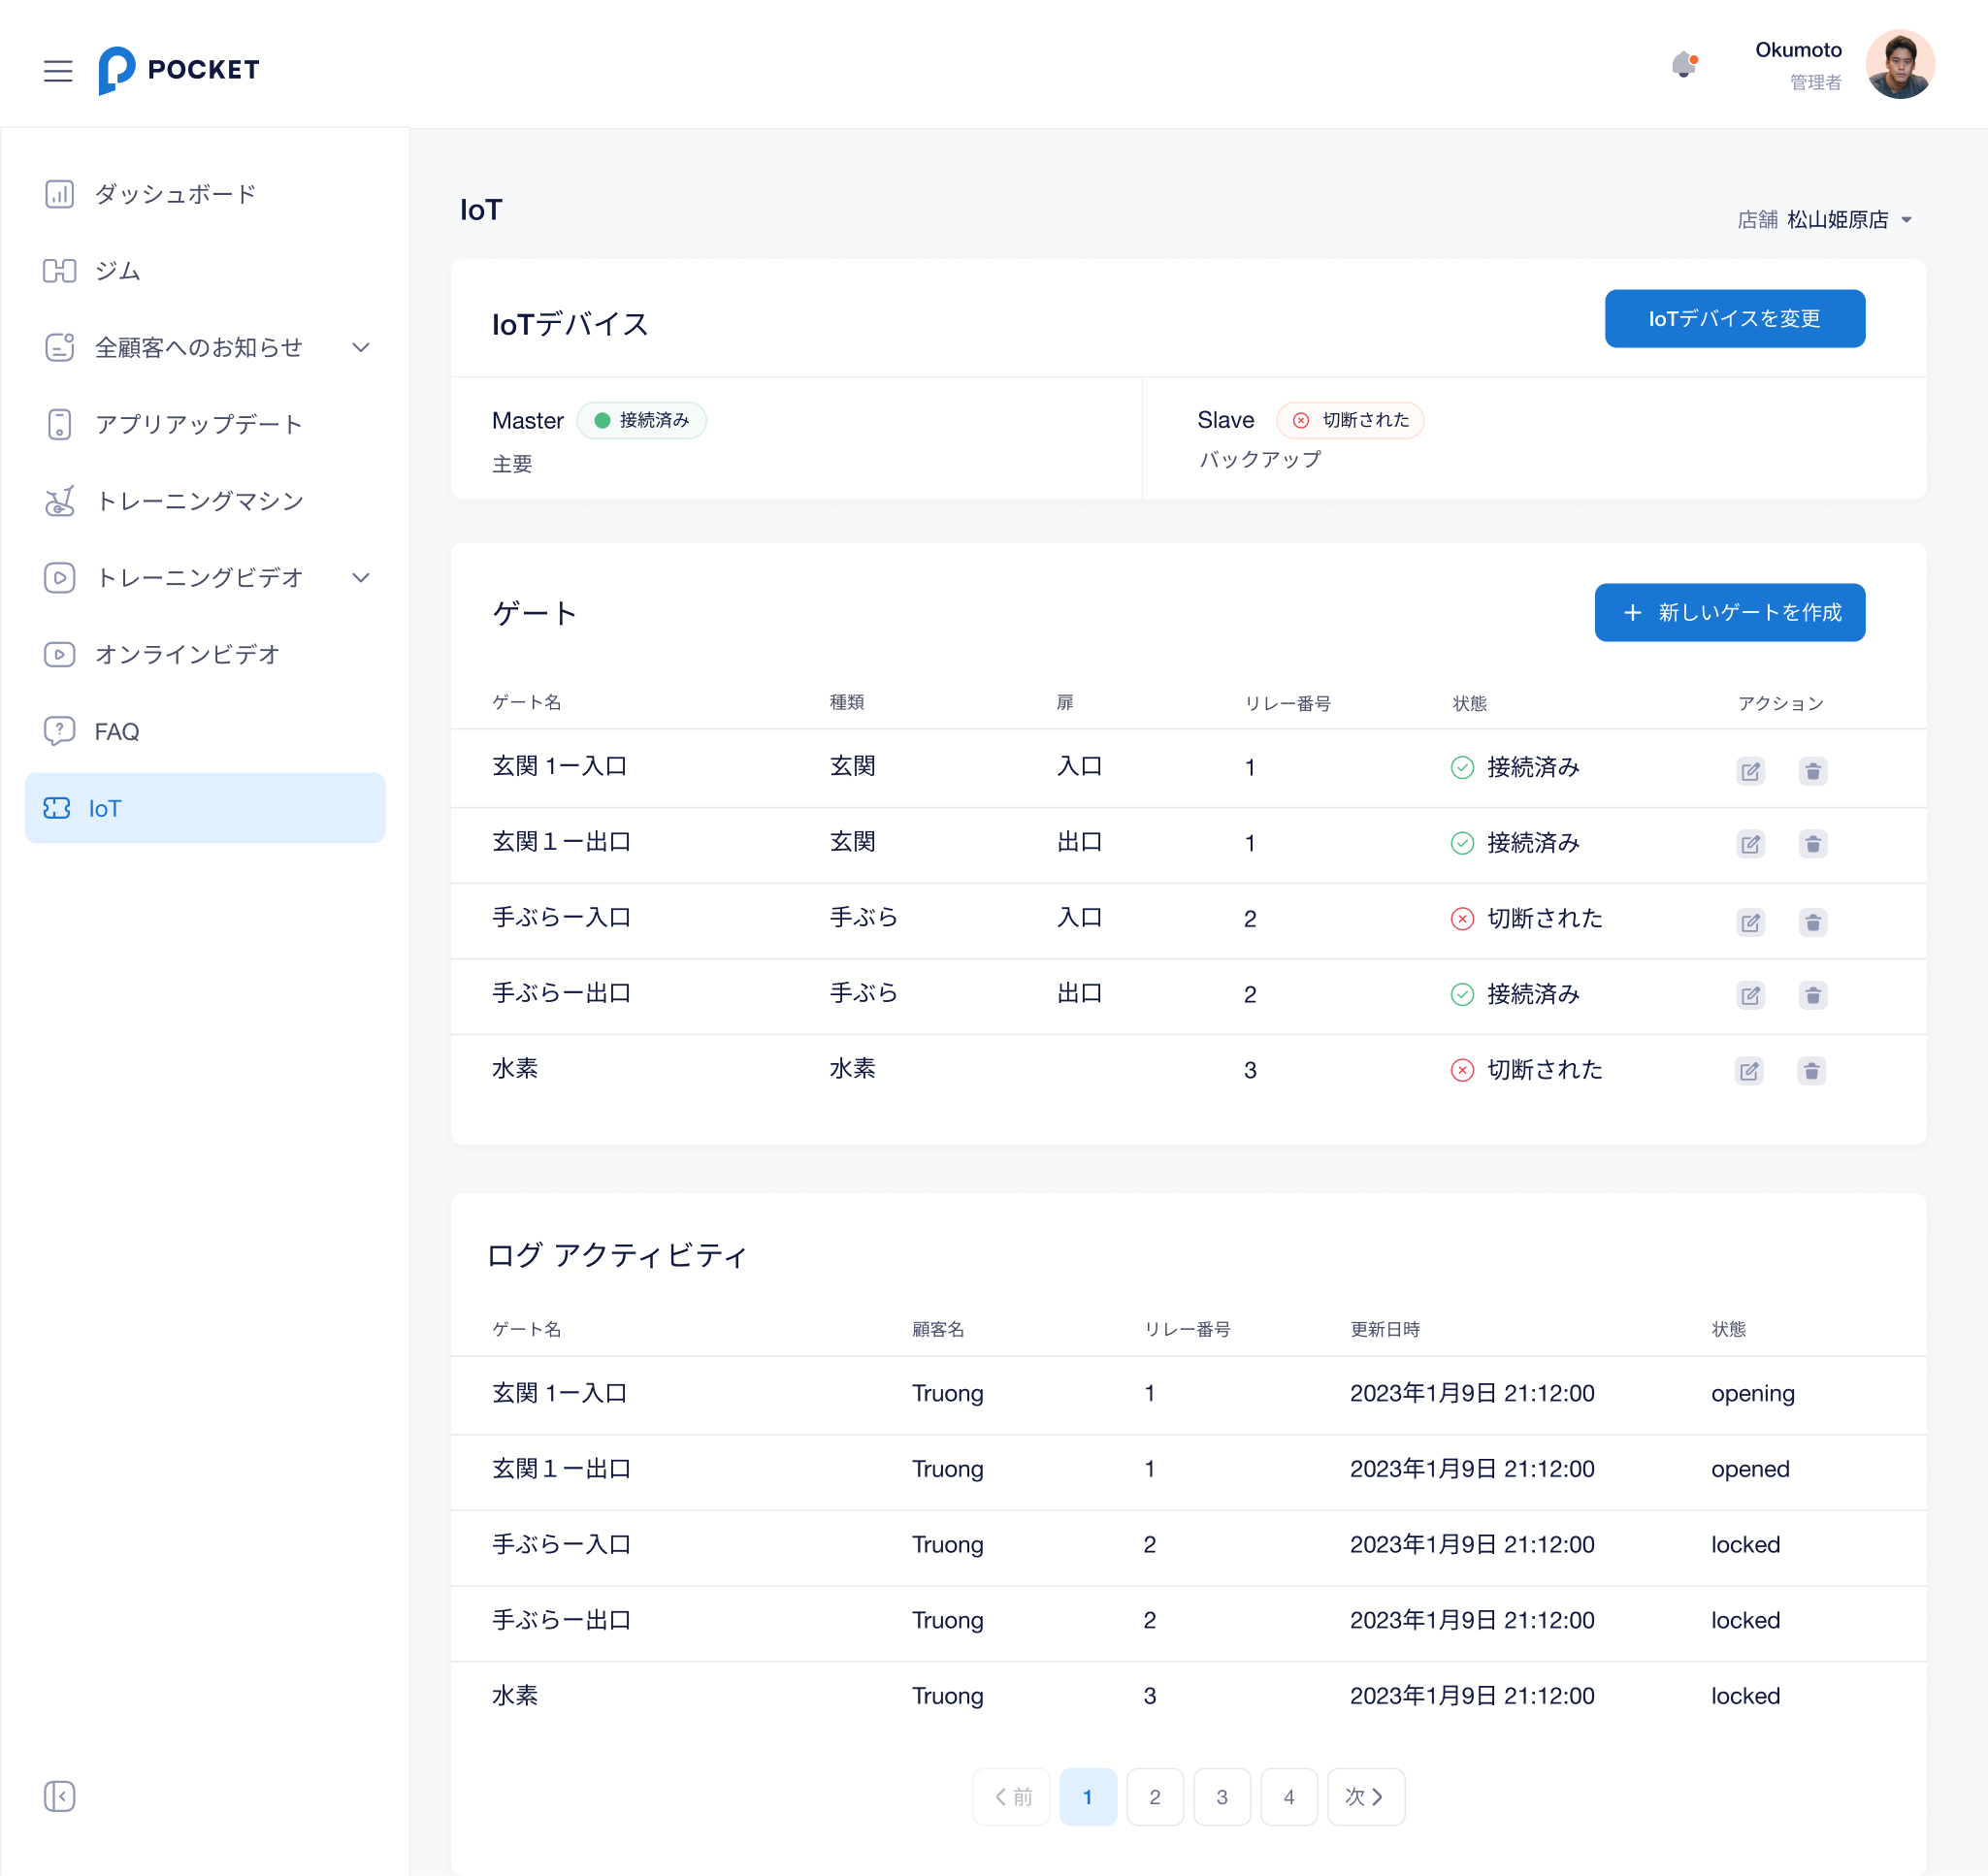 POCKET
Okumoto
管理者
ダッシュボード
ジム
全顧客へのお知らせ
アプリアップデート
トレーニングマシン
トレーニングビデオ
オンラインビデオ
FAQ
IoT
IoT
店舗 松山姫原店
IoTデバイス
IoTデバイスを変更
Master 接続済み
主要
Slave 切断された
バックアップ
ゲート
新しいゲートを作成
ゲート名 種類 扉 リレー番号 状態 アクション
玄関 1ー入口 玄関 入口 1 接続済み
玄関１ー出口 玄関 出口 1 接続済み
手ぶらー入口 手ぶら 入口 2 切断された
手ぶらー出口 手ぶら 出口 2 接続済み
水素 水素 3 切断された
ログ アクティビティ
ゲート名 顧客名 リレー番号 更新日時 状態
玄関 1ー入口 Truong 1 2023年1月9日 21:12:00 opening
玄関１ー出口 Truong 1 2023年1月9日 21:12:00 opened
手ぶらー入口 Truong 2 2023年1月9日 21:12:00 locked
手ぶらー出口 Truong 2 2023年1月9日 21:12:00 locked
水素 Truong 3 2023年1月9日 21:12:00 locked
前 1 2 3 4 次